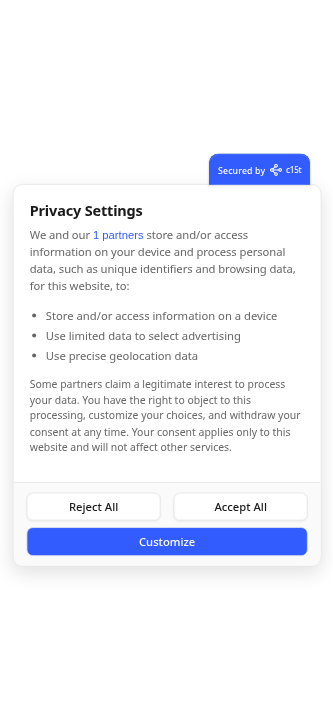 Secured by c15t
Privacy Settings
We and our 1 partners store and/or access
information on your device and process personal
data, such as unique identifiers and browsing data,
for this website, to:
• Store and/or access information on a device
• Use limited data to select advertising
• Use precise geolocation data
Some partners claim a legitimate interest to process
your data. You have the right to object to this
processing, customize your choices, and withdraw your
consent at any time. Your consent applies only to this
website and will not affect other services.
Reject All
Accept All
Customize